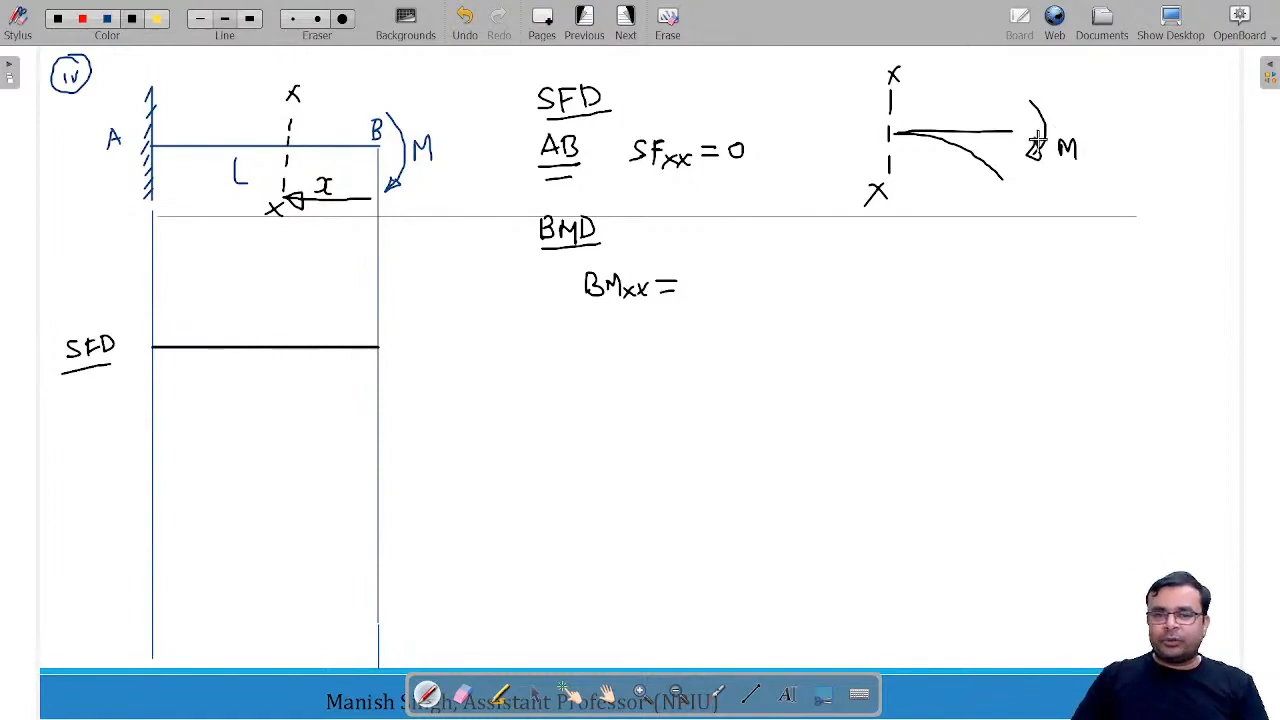 Stylus
Color
Line
Eraser
Backgrounds
Undo
Redo
Pages
Previous
Next
Erase
Board
Web
Documents
Show Desktop
OpenBoard
iv
A
X
B
M
L
x
X
SFD
AB SFxx = 0
BMD
BMxx =
X
M
X
SFD
Manish Singh, Assistant Professor (NMIU)